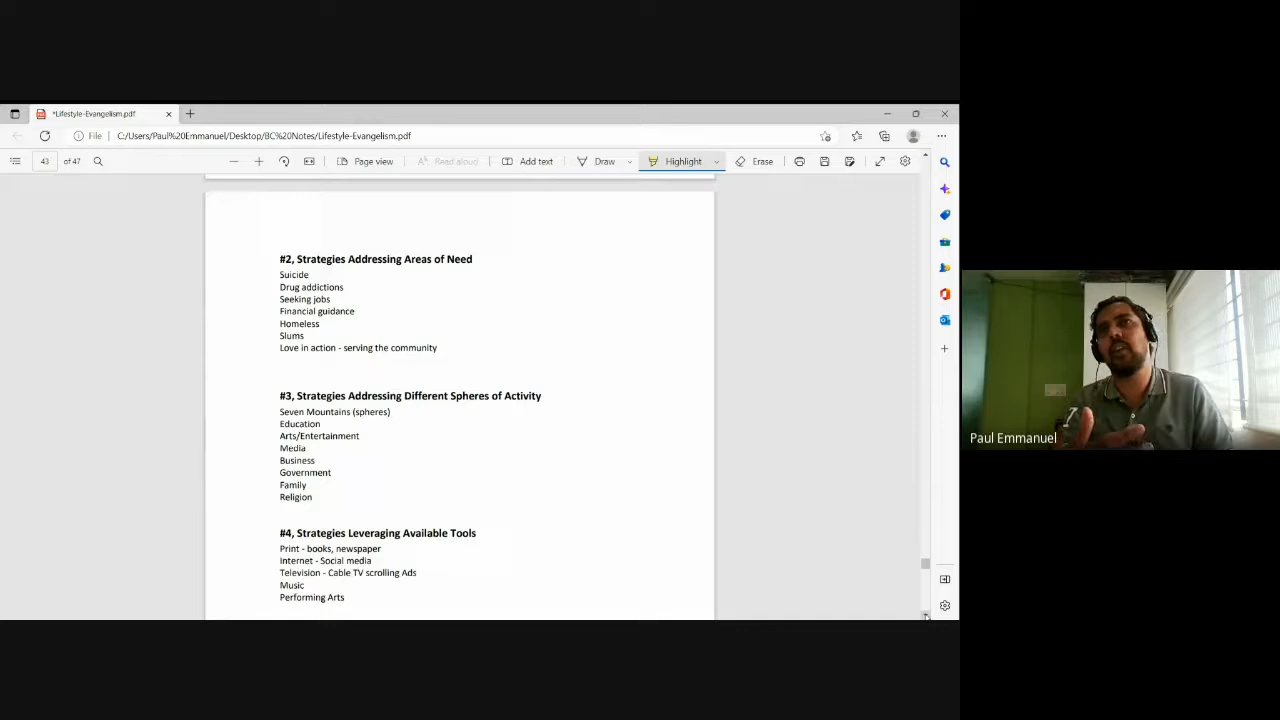 *Lifestyle-Evangelism.pdf
File
C:/Users/Paul%20Emmanuel/Desktop/BC%20Notes/Lifestyle-Evangelism.pdf
43 of 47
Page view
Read aloud
Add text
Draw
Highlight
Erase
#2, Strategies Addressing Areas of Need
Suicide
Drug addictions
Seeking jobs
Financial guidance
Homeless
Slums
Love in action - serving the community
#3, Strategies Addressing Different Spheres of Activity
Seven Mountains (spheres)
Education
Arts/Entertainment
Media
Business
Government
Family
Religion
#4, Strategies Leveraging Available Tools
Print - books, newspaper
Internet - Social media
Television - Cable TV scrolling Ads
Music
Performing Arts
Paul Emmanuel